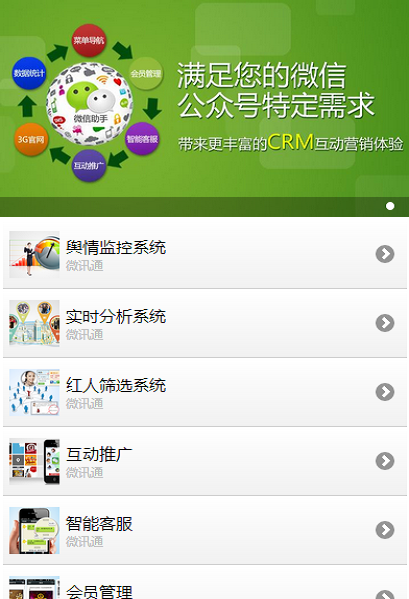 菜单导航
数据统计
会员管理
微信助手
3G官网
智能客服
互动推广
满足您的微信
公众号特定需求
带来更丰富的CRM互动营销体验
舆情监控系统
微讯通
实时分析系统
微讯通
红人筛选系统
微讯通
互动推广
微讯通
智能客服
微讯通
会员管理